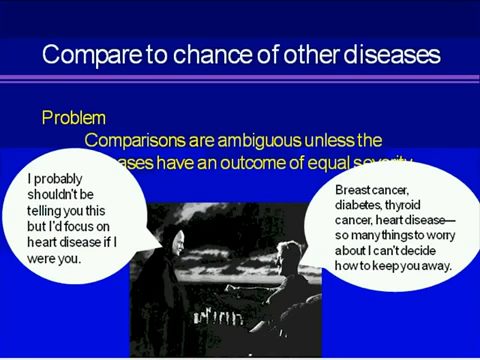 Compare to chance of other diseases
Problem
Comparisons are ambiguous unless the
ases have an outcome of equal severity
I probably
shouldn't be
telling you this
but I'd focus on
heart disease if I
were you.
Breast cancer,
diabetes, thyroid
cancer, heart disease—
so many things to worry
about I can't decide
how to keep you away.